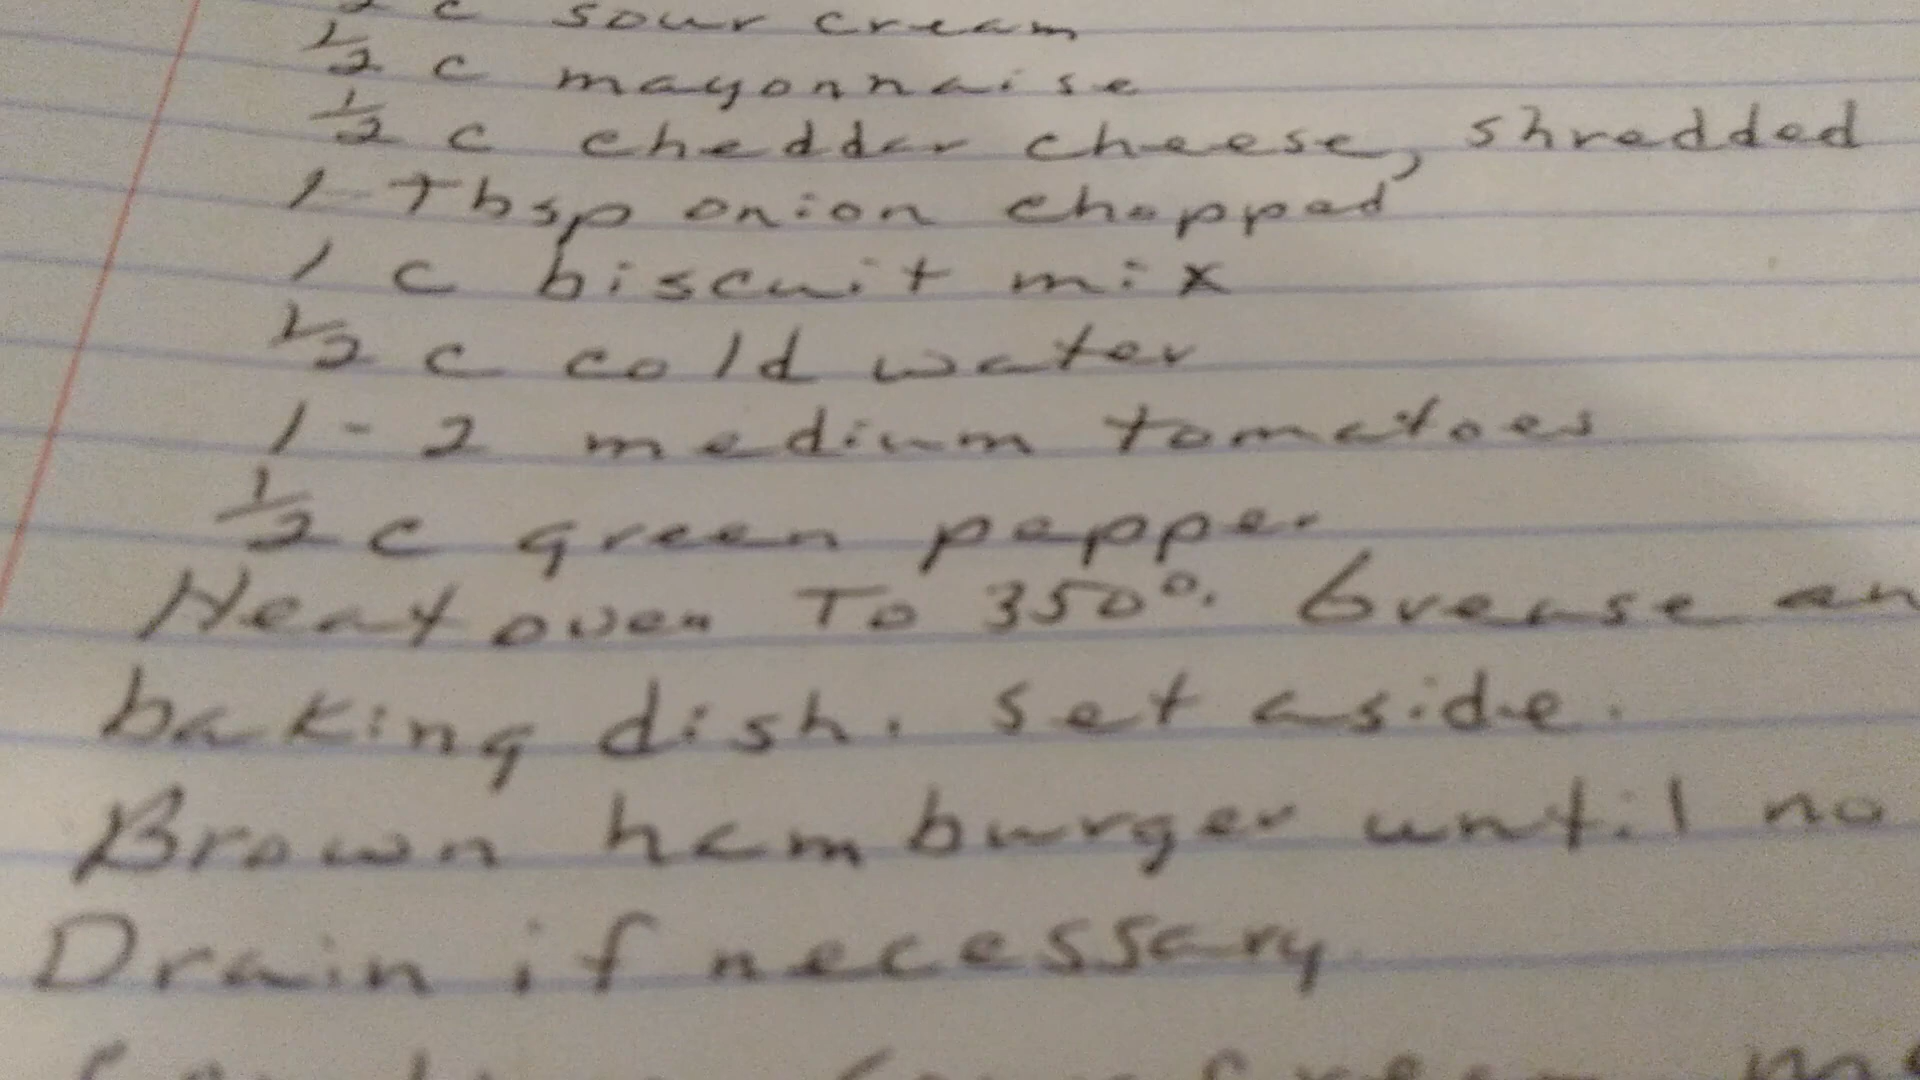 c sour cream
1/2 c mayonnaise
1/2 c cheddar cheese, shredded
1 Tbsp onion chopped
1 c biscuit mix
1/2 c cold water
1 - 2 medium tomatoes
1/2 c green pepper
Heat oven To 350°. Grease an
baking dish. set aside.
Brown hamburger until no
Drain if necessary